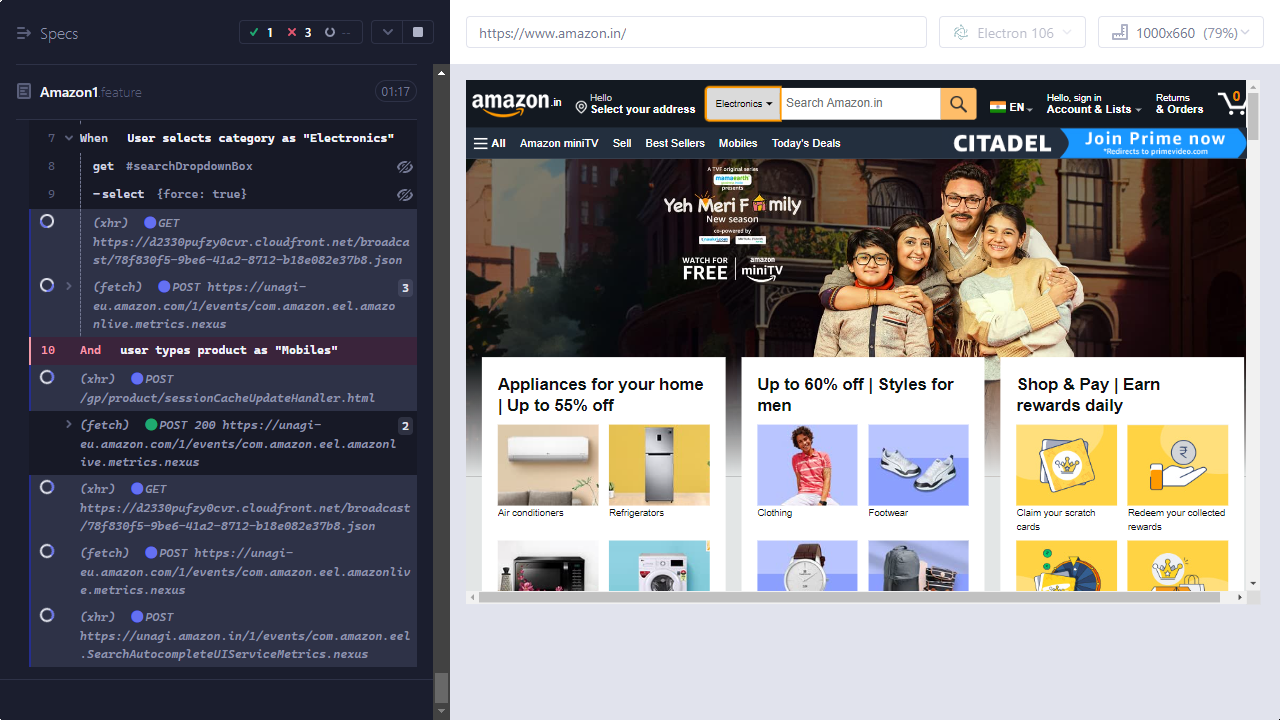 Specs
1
3
--
Amazon1.feature
01:17
7 When User selects category as "Electronics"
8 get #searchDropdownBox
9 -select {force: true}
(xhr) GET
https://d2330pufzy0cvr.cloudfront.net/broadca
st/78f830f5-9be6-41a2-8712-b18e082e37b8.json
(fetch) POST https://unagi- 3
eu.amazon.com/1/events/com.amazon.eel.amazo
nlive.metrics.nexus
10 And user types product as "Mobiles"
(xhr) POST
/gp/product/sessionCacheUpdateHandler.html
(fetch) POST 200 https://unagi- 2
eu.amazon.com/1/events/com.amazon.eel.amazonl
ive.metrics.nexus
(xhr) GET
https://d2330pufzy0cvr.cloudfront.net/broadcast
/78f830f5-9be6-41a2-8712-b18e082e37b8.json
(fetch) POST https://unagi-
eu.amazon.com/1/events/com.amazon.eel.amazonliv
e.metrics.nexus
(xhr) POST
https://unagi.amazon.in/1/events/com.amazon.eel
.SearchAutocompleteUIServiceMetrics.nexus
https://www.amazon.in/
Electron 106
1000x660 (79%)
amazon.in
Hello
Select your address
Electronics
Search Amazon.in
EN
Hello, sign in
Account & Lists
Returns
& Orders
0
All Amazon miniTV Sell Best Sellers Mobiles Today's Deals
CITADEL
Join Prime now
*Redirects to primevideo.com
A TVF original series
mamaearth
presents
Yeh Meri F mily
New season
co-powered by
WATCH FOR
FREE
amazon
miniTV
Appliances for your home
| Up to 55% off
Air conditioners
Refrigerators
Up to 60% off | Styles for
men
Clothing
Footwear
Shop & Pay | Earn
rewards daily
Claim your scratch
cards
Redeem your collected
rewards